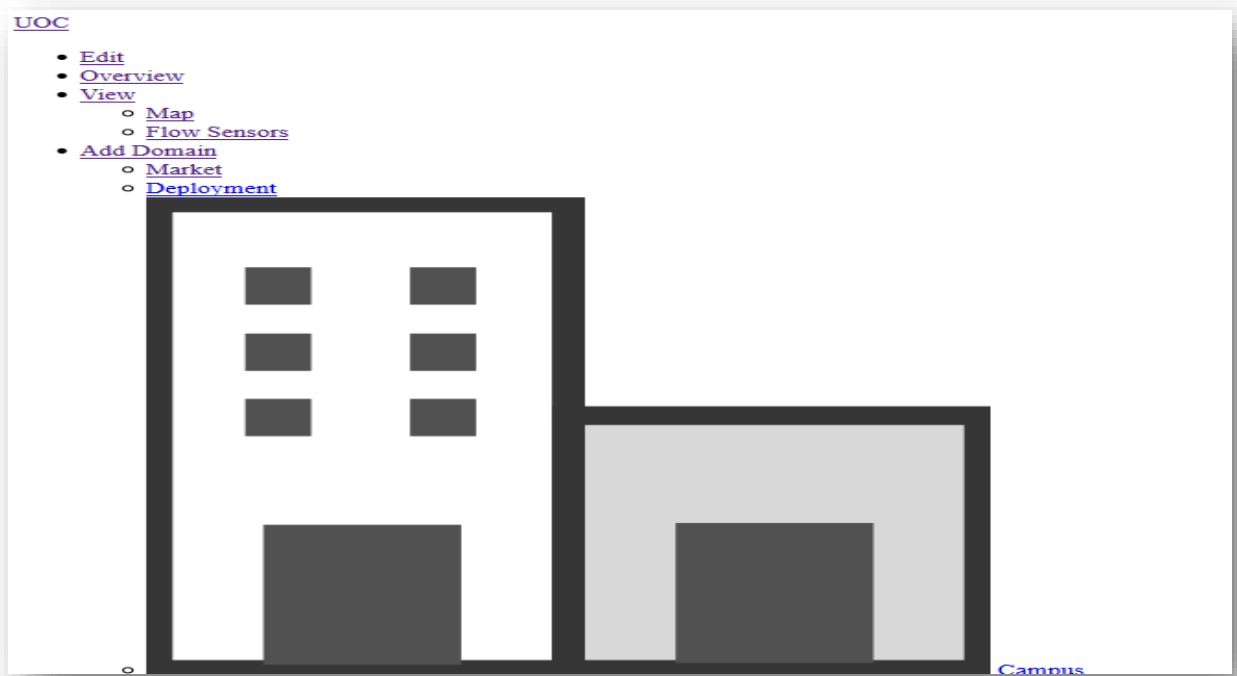 UOC
Edit
Overview
View
Map
Flow Sensors
Add Domain
Market
Deployment
Campus